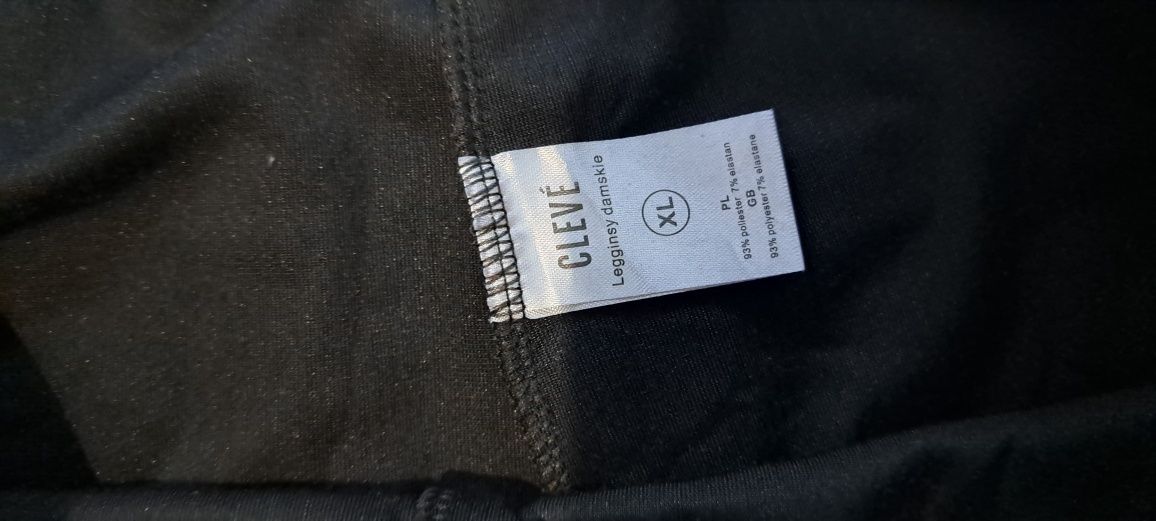 CLEVÉ
Legginsy damskie
XL
PL
93% poliester 7% elastan
GB
93% polyester 7% elastane